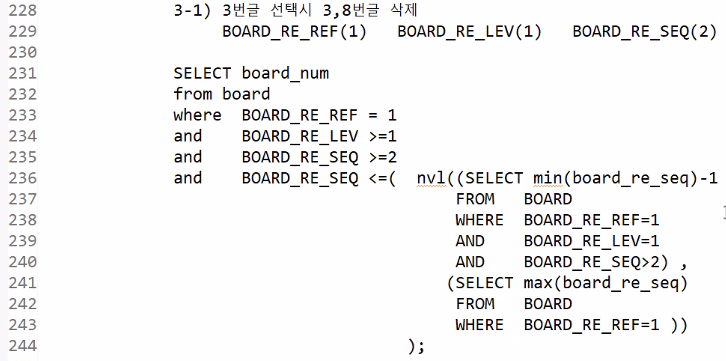 228 3-1) 3번글 선택시 3,8번글 삭제
229 BOARD_RE_REF(1) BOARD_RE_LEV(1) BOARD_RE_SEQ(2)
230
231 SELECT board_num
232 from board
233 where BOARD_RE_REF = 1
234 and BOARD_RE_LEV >=1
235 and BOARD_RE_SEQ >=2
236 and BOARD_RE_SEQ <=( nvl((SELECT min(board_re_seq)-1
237 FROM BOARD
238 WHERE BOARD_RE_REF=1
239 AND BOARD_RE_LEV=1
240 AND BOARD_RE_SEQ>2) ,
241 (SELECT max(board_re_seq)
242 FROM BOARD
243 WHERE BOARD_RE_REF=1 ))
244 );